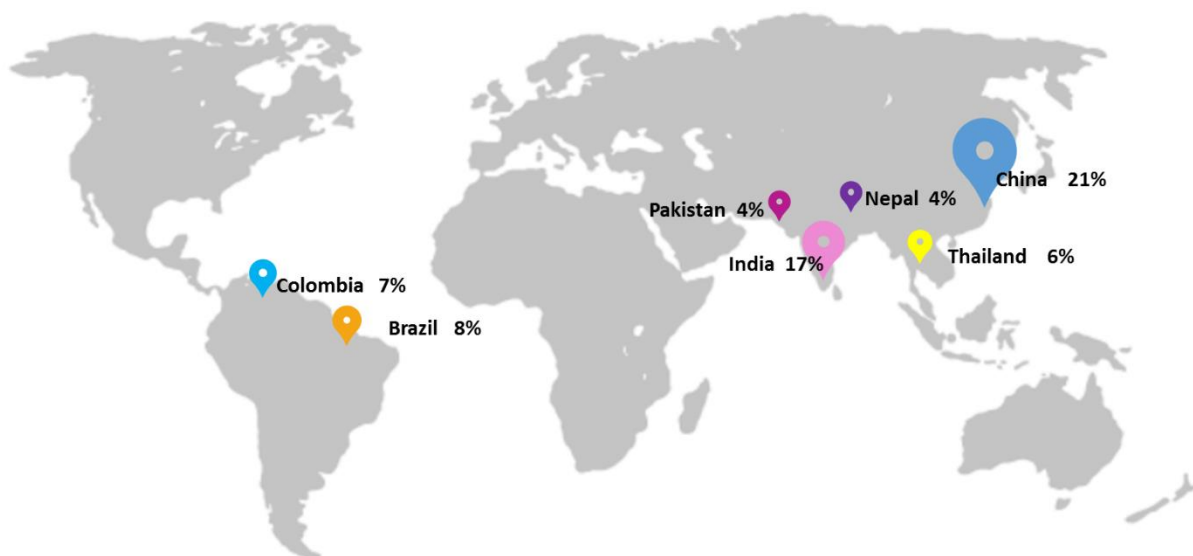 China 21%
Nepal 4%
Pakistan 4%
India 17%
Thailand 6%
Colombia 7%
Brazil 8%